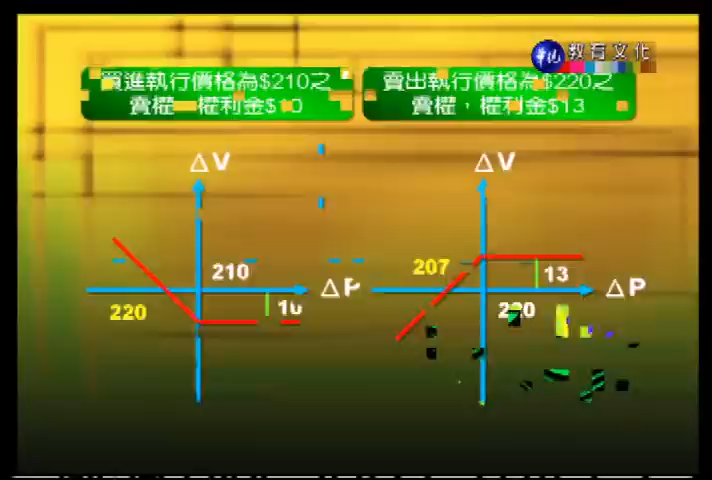 華視 教育文化
買進執行價格為$210之
賣權 權利金$10
賣出執行價格為$220之
賣權,權利金$13
ΔV
ΔV
210
207
13
ΔP
ΔP
220
10
220